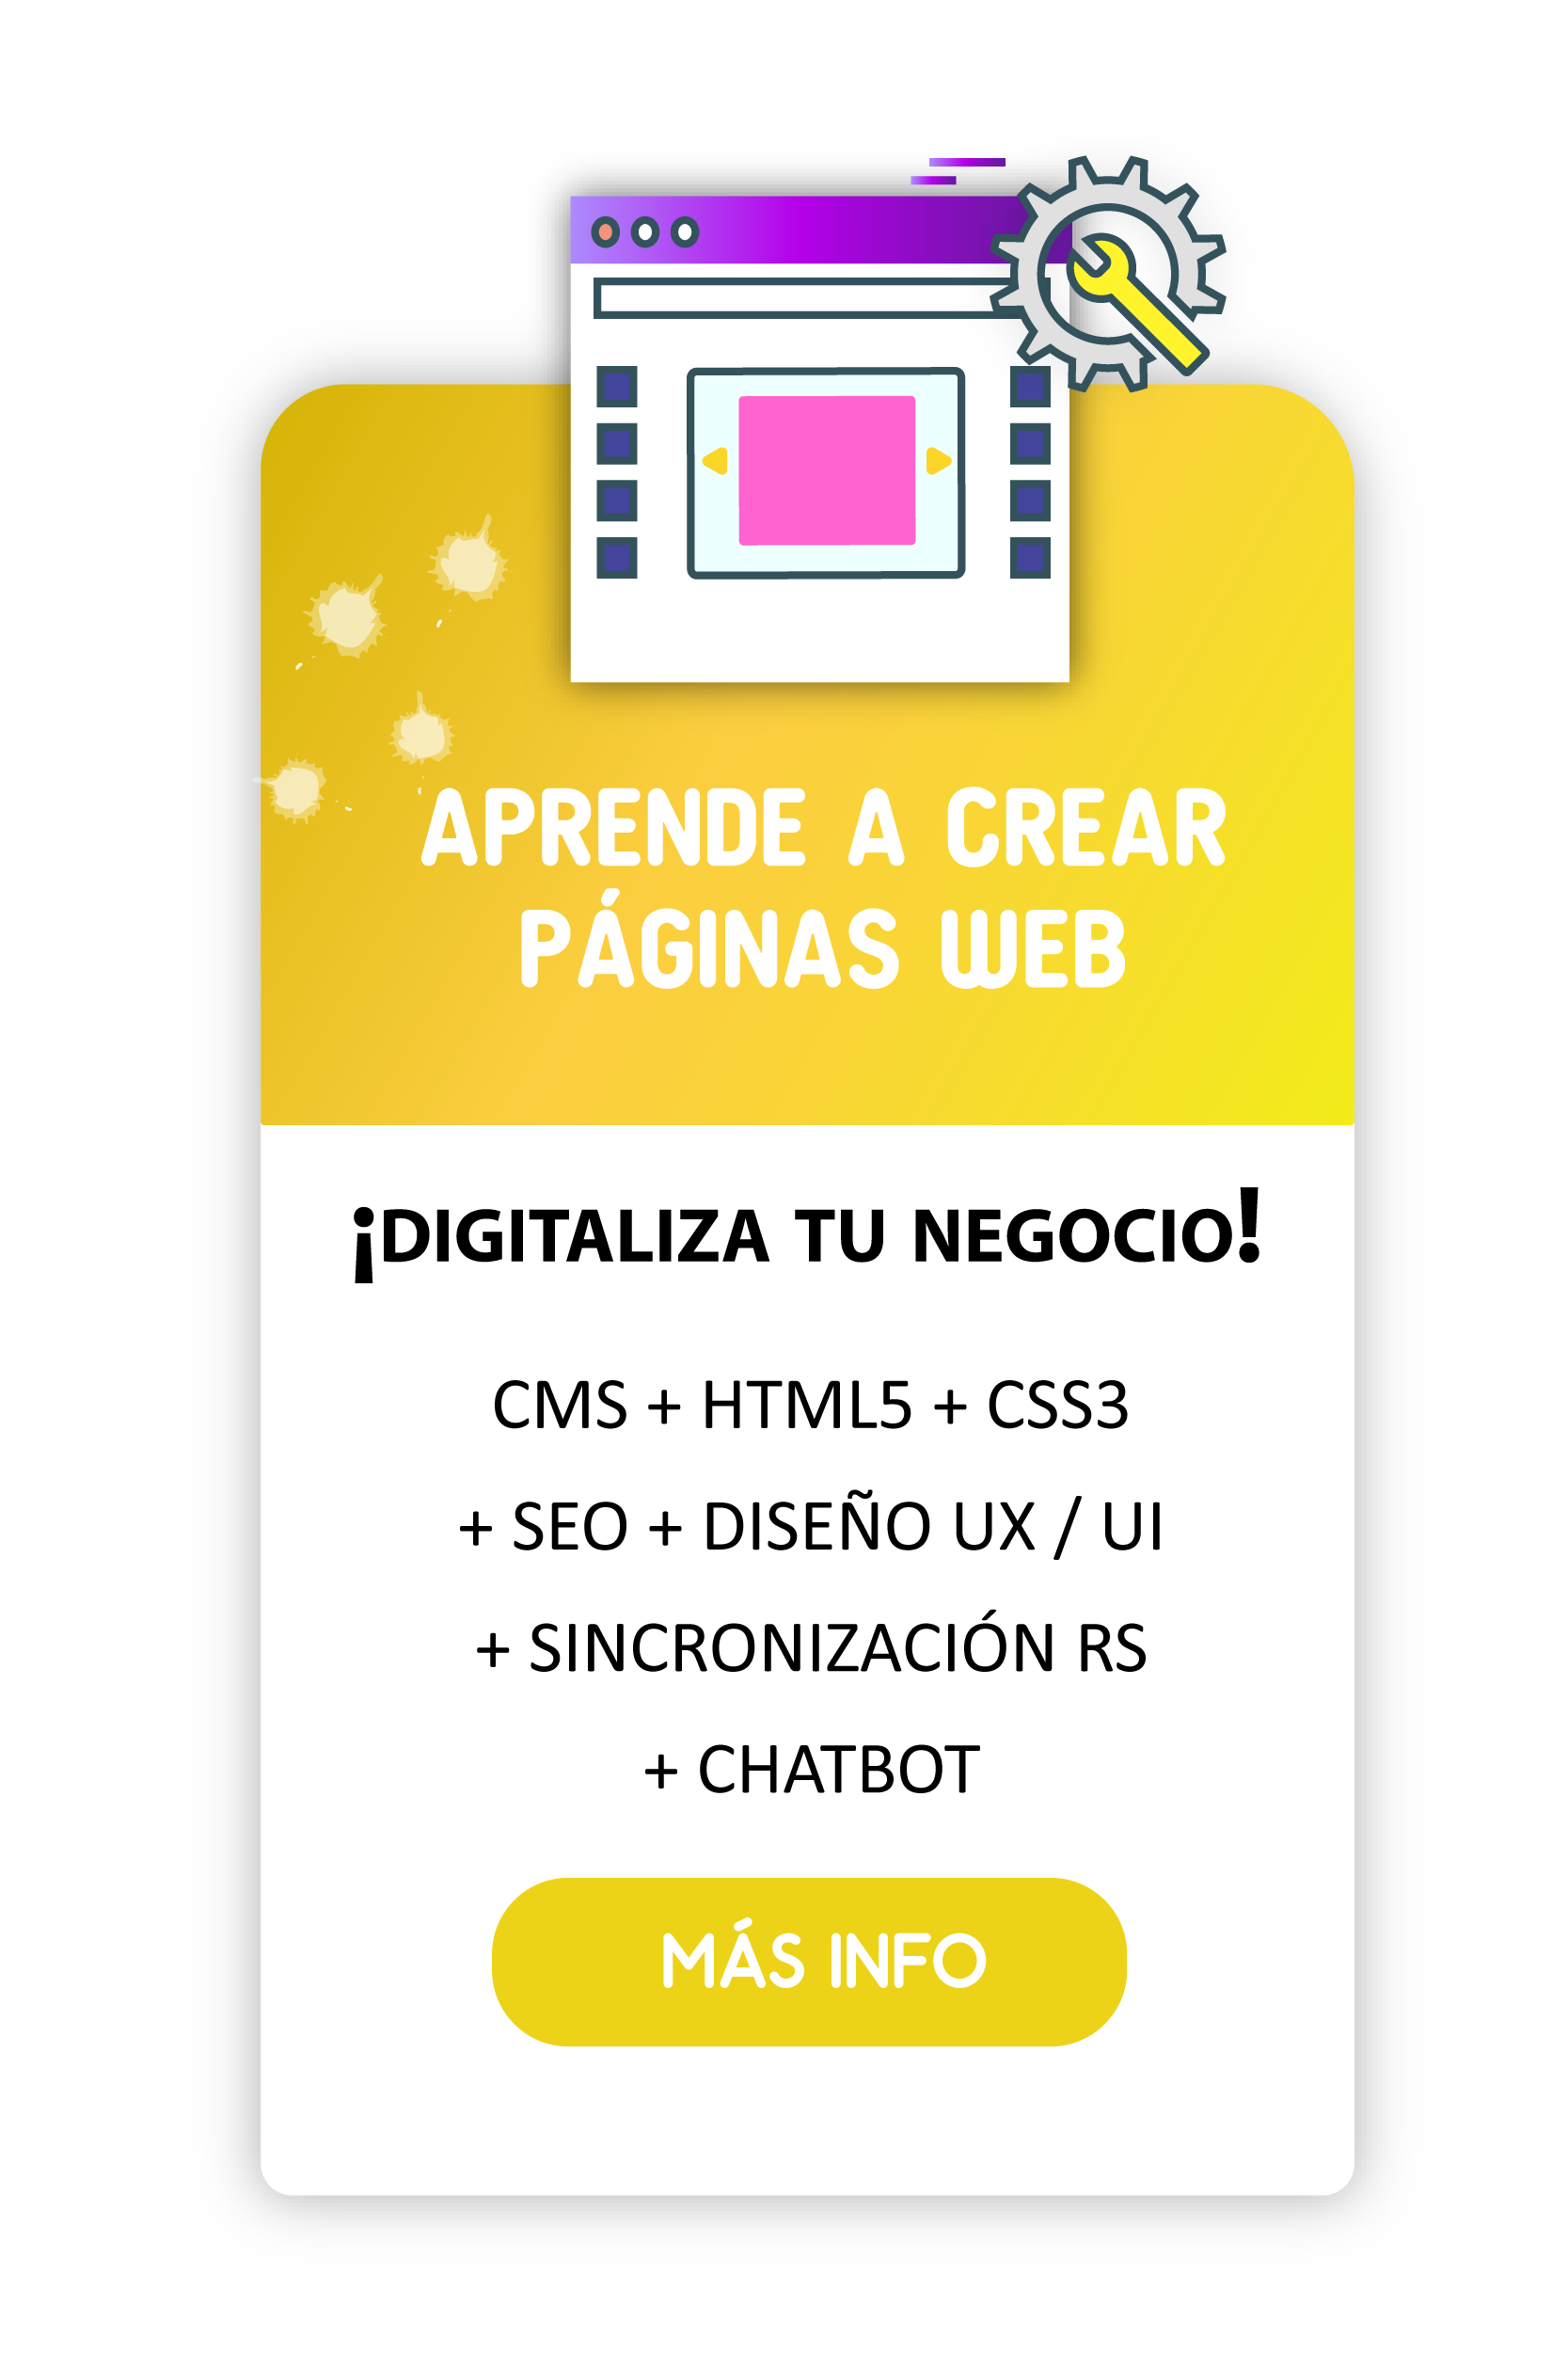 APRENDE A CREAR
PÁGINAS WEB
¡DIGITALIZA TU NEGOCIO!
CMS + HTML5 + CSS3
+ SEO + DISEÑO UX / UI
+ SINCRONIZACIÓN RS
+ CHATBOT
MÁS INFO